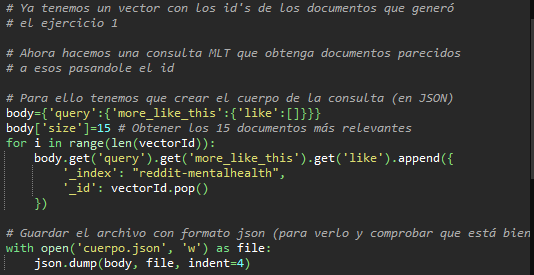 # Ya tenemos un vector con los id's de los documentos que generó
# el ejercicio 1
# Ahora hacemos una consulta MLT que obtenga documentos parecidos
# a esos pasandole el id
# Para ello tenemos que crear el cuerpo de la consulta (en JSON)
body={'query':{'more_like_this':{'like':[]}}}
body['size']=15 # Obtener los 15 documentos más relevantes
for i in range(len(vectorId)):
    body.get('query').get('more_like_this').get('like').append({
        '_index': "reddit-mentalhealth",
        '_id': vectorId.pop()
    })
# Guardar el archivo con formato json (para verlo y comprobar que está bien
with open('cuerpo.json', 'w') as file:
    json.dump(body, file, indent=4)